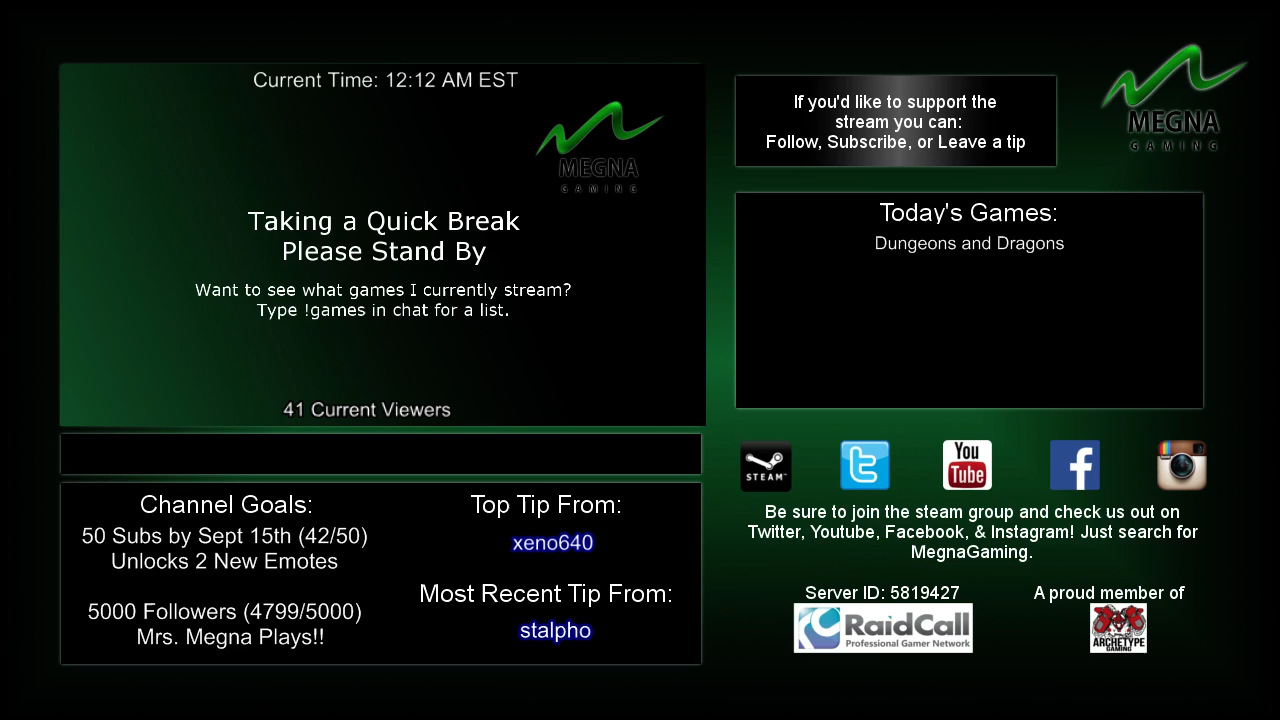 Current Time: 12:12 AM EST
MEGNA
GAMING
Taking a Quick Break
Please Stand By
Want to see what games I currently stream?
Type !games in chat for a list.
41 Current Viewers
Channel Goals:
50 Subs by Sept 15th (42/50)
Unlocks 2 New Emotes
5000 Followers (4799/5000)
Mrs. Megna Plays!!
Top Tip From:
xeno640
Most Recent Tip From:
stalpho
If you'd like to support the
stream you can:
Follow, Subscribe, or Leave a tip
MEGNA
GAMING
Today's Games:
Dungeons and Dragons
STEAM™
You
Tube
Be sure to join the steam group and check us out on
Twitter, Youtube, Facebook, & Instagram! Just search for
MegnaGaming.
Server ID: 5819427
RaidCall
Professional Gamer Network
A proud member of
ARCHETYPE
GAMING